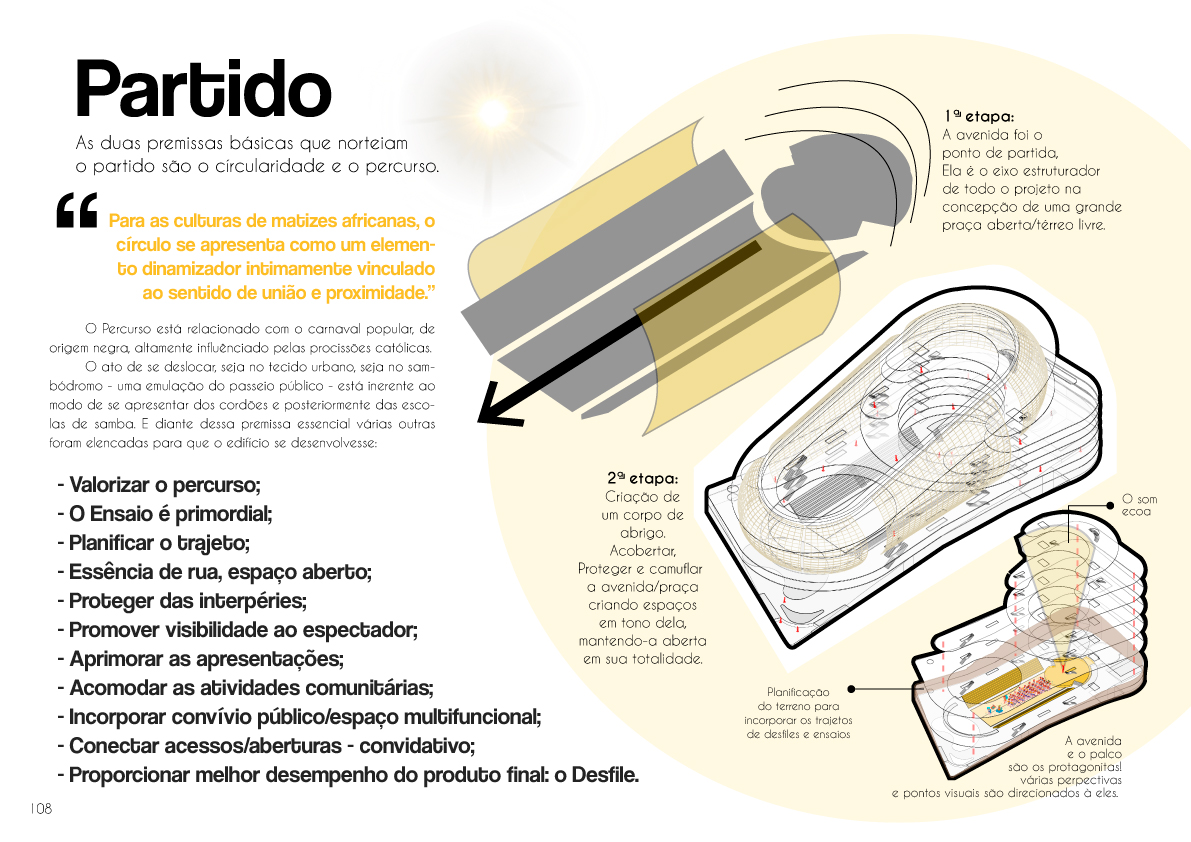 Partido
As duas premissas básicas que norteiam
o partido são o círcularidade e o percurso.
“ Para as culturas de matizes africanas, o
círculo se apresenta como um elemen-
to dinamizador intimamente vinculado
ao sentido de união e proximidade.”
O Percurso está relacionado com o carnaval popular, de
origem negra, altamente influênciado pelas procissões católicas.
O ato de se deslocar, seja no tecido urbano, seja no sam-
bódromo - uma emulação do passeio público - está inerente ao
modo de se apresentar dos cordões e posteriormente das esco-
las de samba. E diante dessa premissa essencial várias outras
foram elencadas para que o edifício se desenvolvesse:
- Valorizar o percurso;
- O Ensaio é primordial;
- Planificar o trajeto;
- Essência de rua, espaço aberto;
- Proteger das interpéries;
- Promover visibilidade ao espectador;
- Aprimorar as apresentações;
- Acomodar as atividades comunitárias;
- Incorporar convívio público/espaço multifuncional;
- Conectar acessos/aberturas - convidativo;
- Proporcionar melhor desempenho do produto final: o Desfile.
108
1ª etapa:
A avenida foi o
ponto de partida,
Ela é o eixo estruturador
de todo o projeto na
concepção de uma grande
praça aberta/térreo livre.
2ª etapa:
Criação de
um corpo de
abrigo.
Acobertar,
Proteger e camuflar
a avenida/praça
criando espaços
em tono dela,
mantendo-a aberta
em sua totalidade.
O som
ecoa
Planificação
do terreno para
incorporar os trajetos
de desfiles e ensaios
A avenida
e o palco
são os protagonitas!
várias perpectivas
e pontos visuais são direcionados à eles.